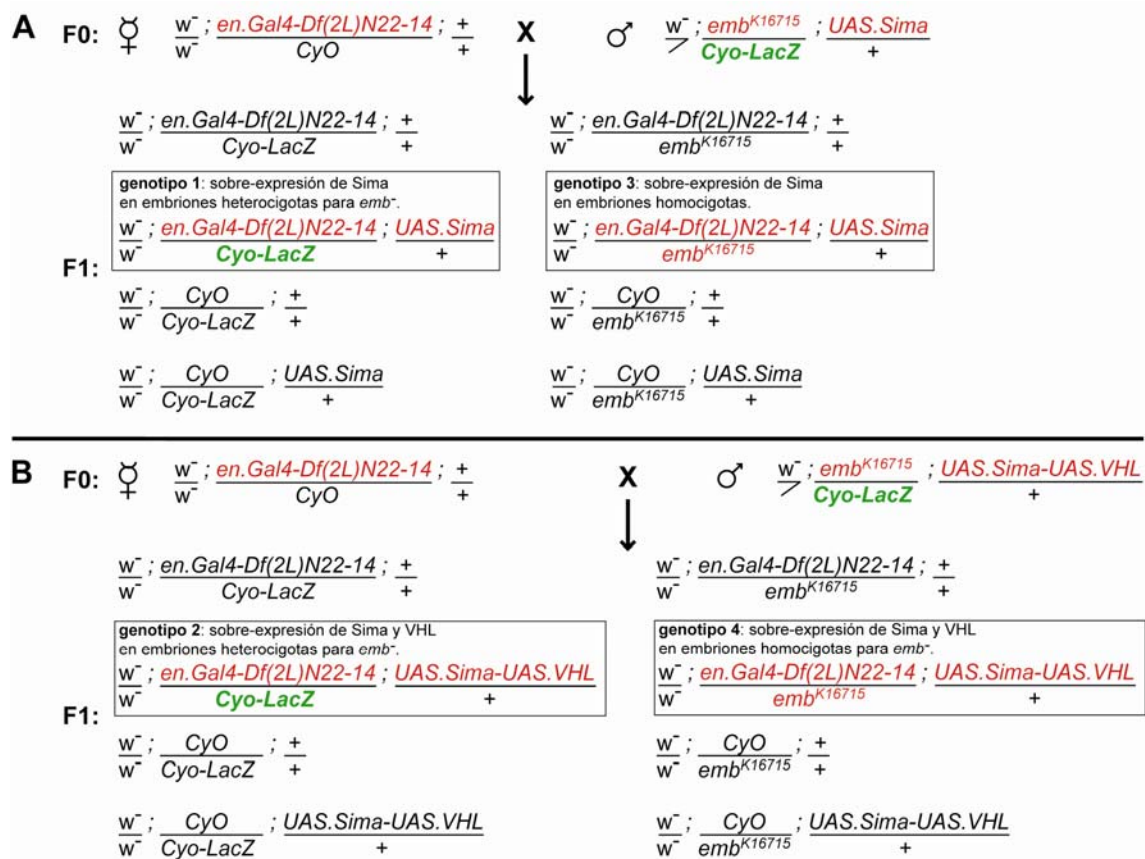 A F0: ☿ w⁻/w⁻ ; en.Gal4-Df(2L)N22-14/CyO ; +/+ X ♂ w⁻/ ; emb^K16715/Cyo-LacZ ; UAS.Sima/+
w⁻/w⁻ ; en.Gal4-Df(2L)N22-14/Cyo-LacZ ; +/+
w⁻/w⁻ ; en.Gal4-Df(2L)N22-14/emb^K16715 ; +/+
genotipo 1: sobre-expresión de Sima
en embriones heterocigotas para emb⁻.
w⁻/w⁻ ; en.Gal4-Df(2L)N22-14/Cyo-LacZ ; UAS.Sima/+
genotipo 3: sobre-expresión de Sima
en embriones homocigotas.
w⁻/w⁻ ; en.Gal4-Df(2L)N22-14/emb^K16715 ; UAS.Sima/+
F1:
w⁻/w⁻ ; CyO/Cyo-LacZ ; +/+
w⁻/w⁻ ; CyO/emb^K16715 ; +/+
w⁻/w⁻ ; CyO/Cyo-LacZ ; UAS.Sima/+
w⁻/w⁻ ; CyO/emb^K16715 ; UAS.Sima/+
B F0: ☿ w⁻/w⁻ ; en.Gal4-Df(2L)N22-14/CyO ; +/+ X ♂ w⁻/ ; emb^K16715/Cyo-LacZ ; UAS.Sima-UAS.VHL/+
w⁻/w⁻ ; en.Gal4-Df(2L)N22-14/Cyo-LacZ ; +/+
w⁻/w⁻ ; en.Gal4-Df(2L)N22-14/emb^K16715 ; +/+
genotipo 2: sobre-expresión de Sima y VHL
en embriones heterocigotas para emb⁻.
w⁻/w⁻ ; en.Gal4-Df(2L)N22-14/Cyo-LacZ ; UAS.Sima-UAS.VHL/+
genotipo 4: sobre-expresión de Sima y VHL
en embriones homocigotas para emb⁻.
w⁻/w⁻ ; en.Gal4-Df(2L)N22-14/emb^K16715 ; UAS.Sima-UAS.VHL/+
F1:
w⁻/w⁻ ; CyO/Cyo-LacZ ; +/+
w⁻/w⁻ ; CyO/emb^K16715 ; +/+
w⁻/w⁻ ; CyO/Cyo-LacZ ; UAS.Sima-UAS.VHL/+
w⁻/w⁻ ; CyO/emb^K16715 ; UAS.Sima-UAS.VHL/+